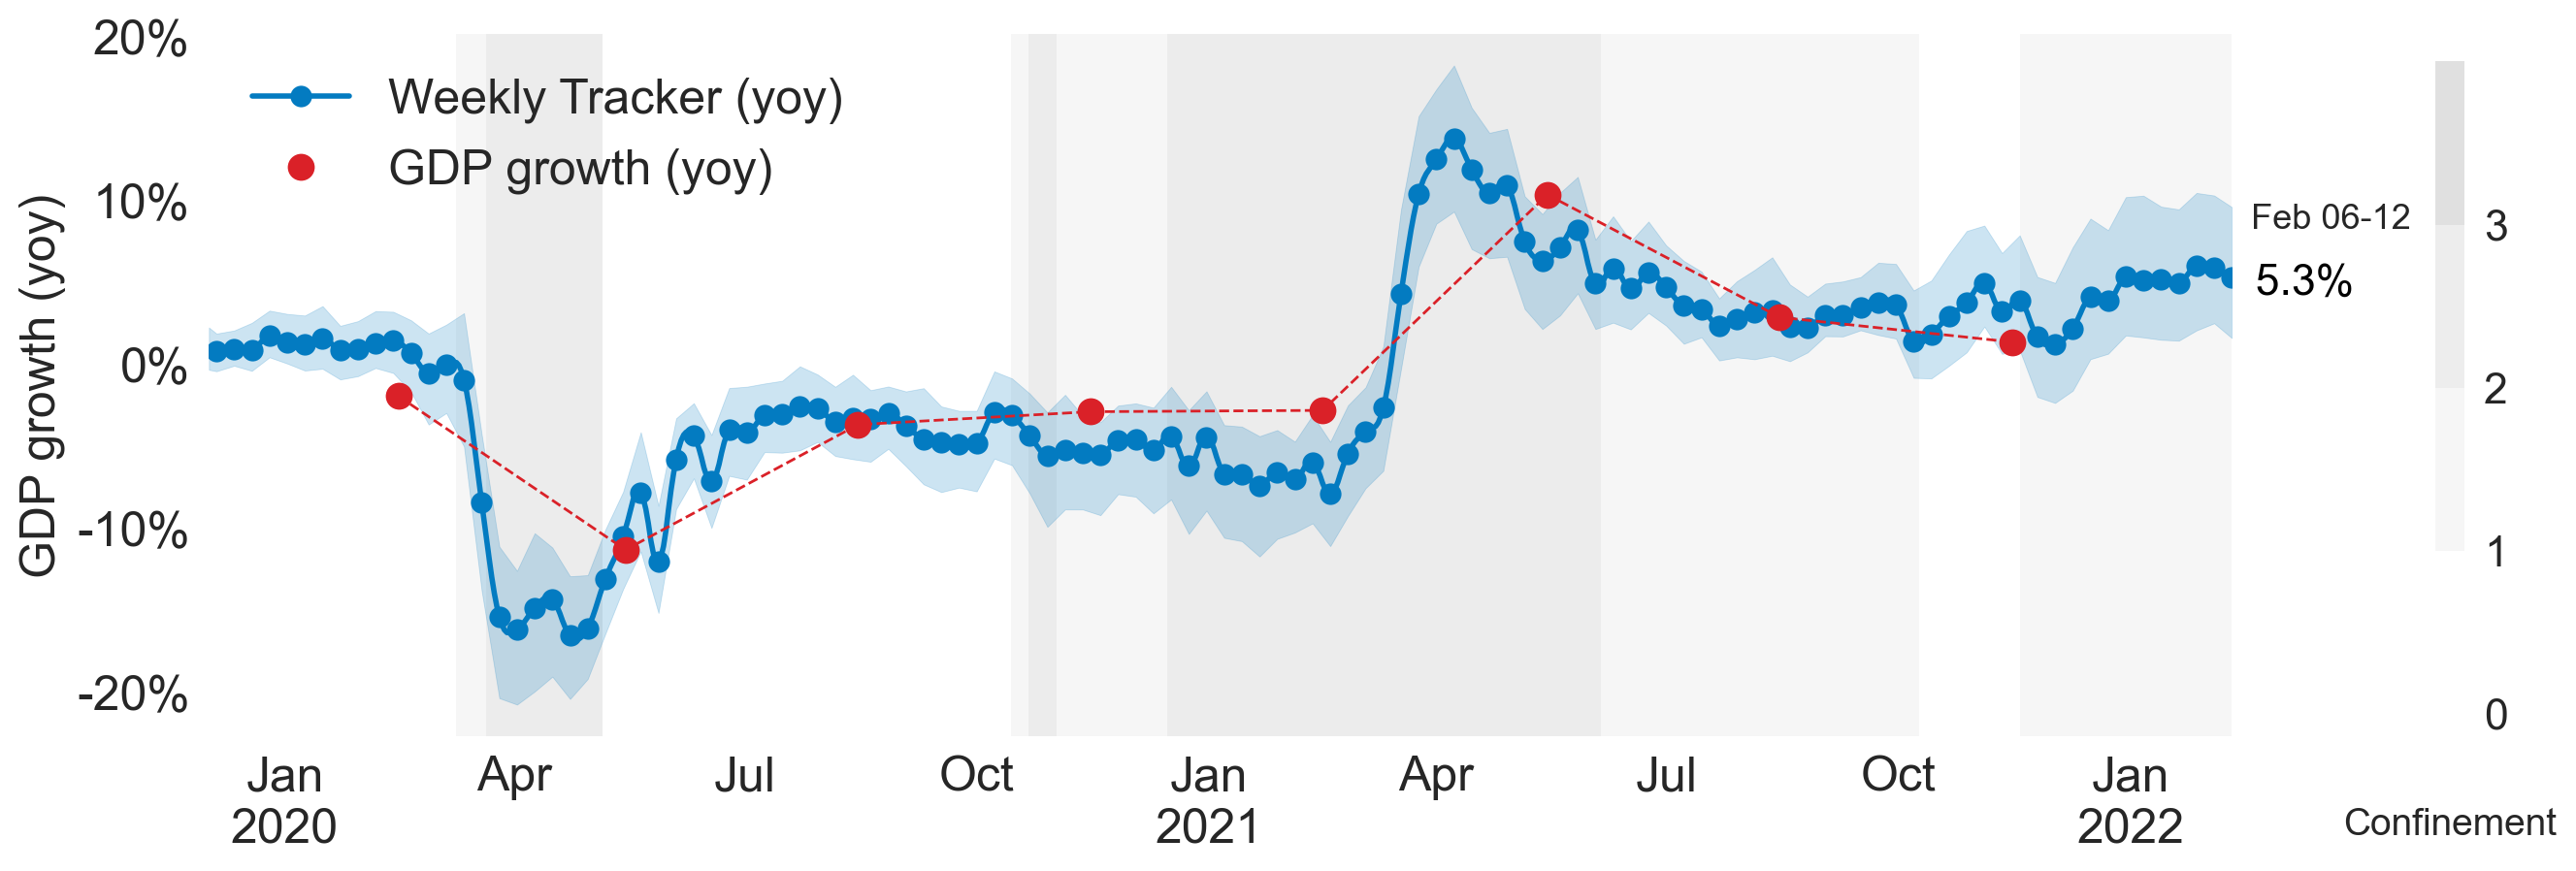 20%
10%
0%
-10%
-20%
GDP growth (yoy)
Weekly Tracker (yoy)
GDP growth (yoy)
Feb 06-12
5.3%
3
2
1
0
Jan Apr Jul Oct Jan Apr Jul Oct Jan
2020 2021 2022
Confinement